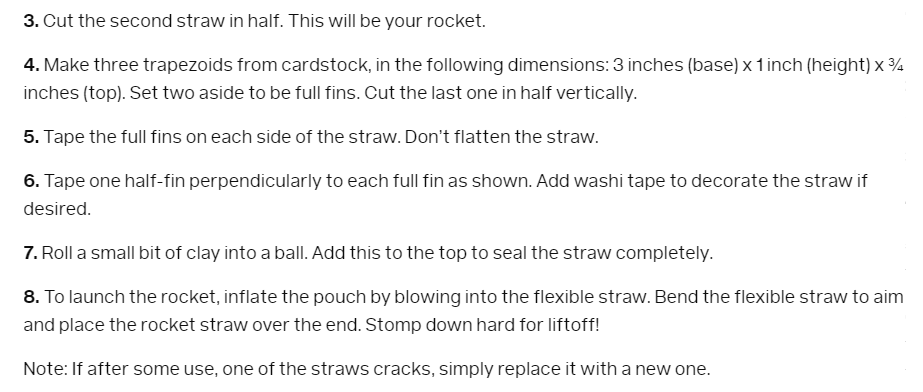 3. Cut the second straw in half. This will be your rocket.
4. Make three trapezoids from cardstock, in the following dimensions: 3 inches (base) x 1 inch (height) x ¾
inches (top). Set two aside to be full fins. Cut the last one in half vertically.
5. Tape the full fins on each side of the straw. Don’t flatten the straw.
6. Tape one half-fin perpendicularly to each full fin as shown. Add washi tape to decorate the straw if
desired.
7. Roll a small bit of clay into a ball. Add this to the top to seal the straw completely.
8. To launch the rocket, inflate the pouch by blowing into the flexible straw. Bend the flexible straw to aim
and place the rocket straw over the end. Stomp down hard for liftoff!
Note: If after some use, one of the straws cracks, simply replace it with a new one.